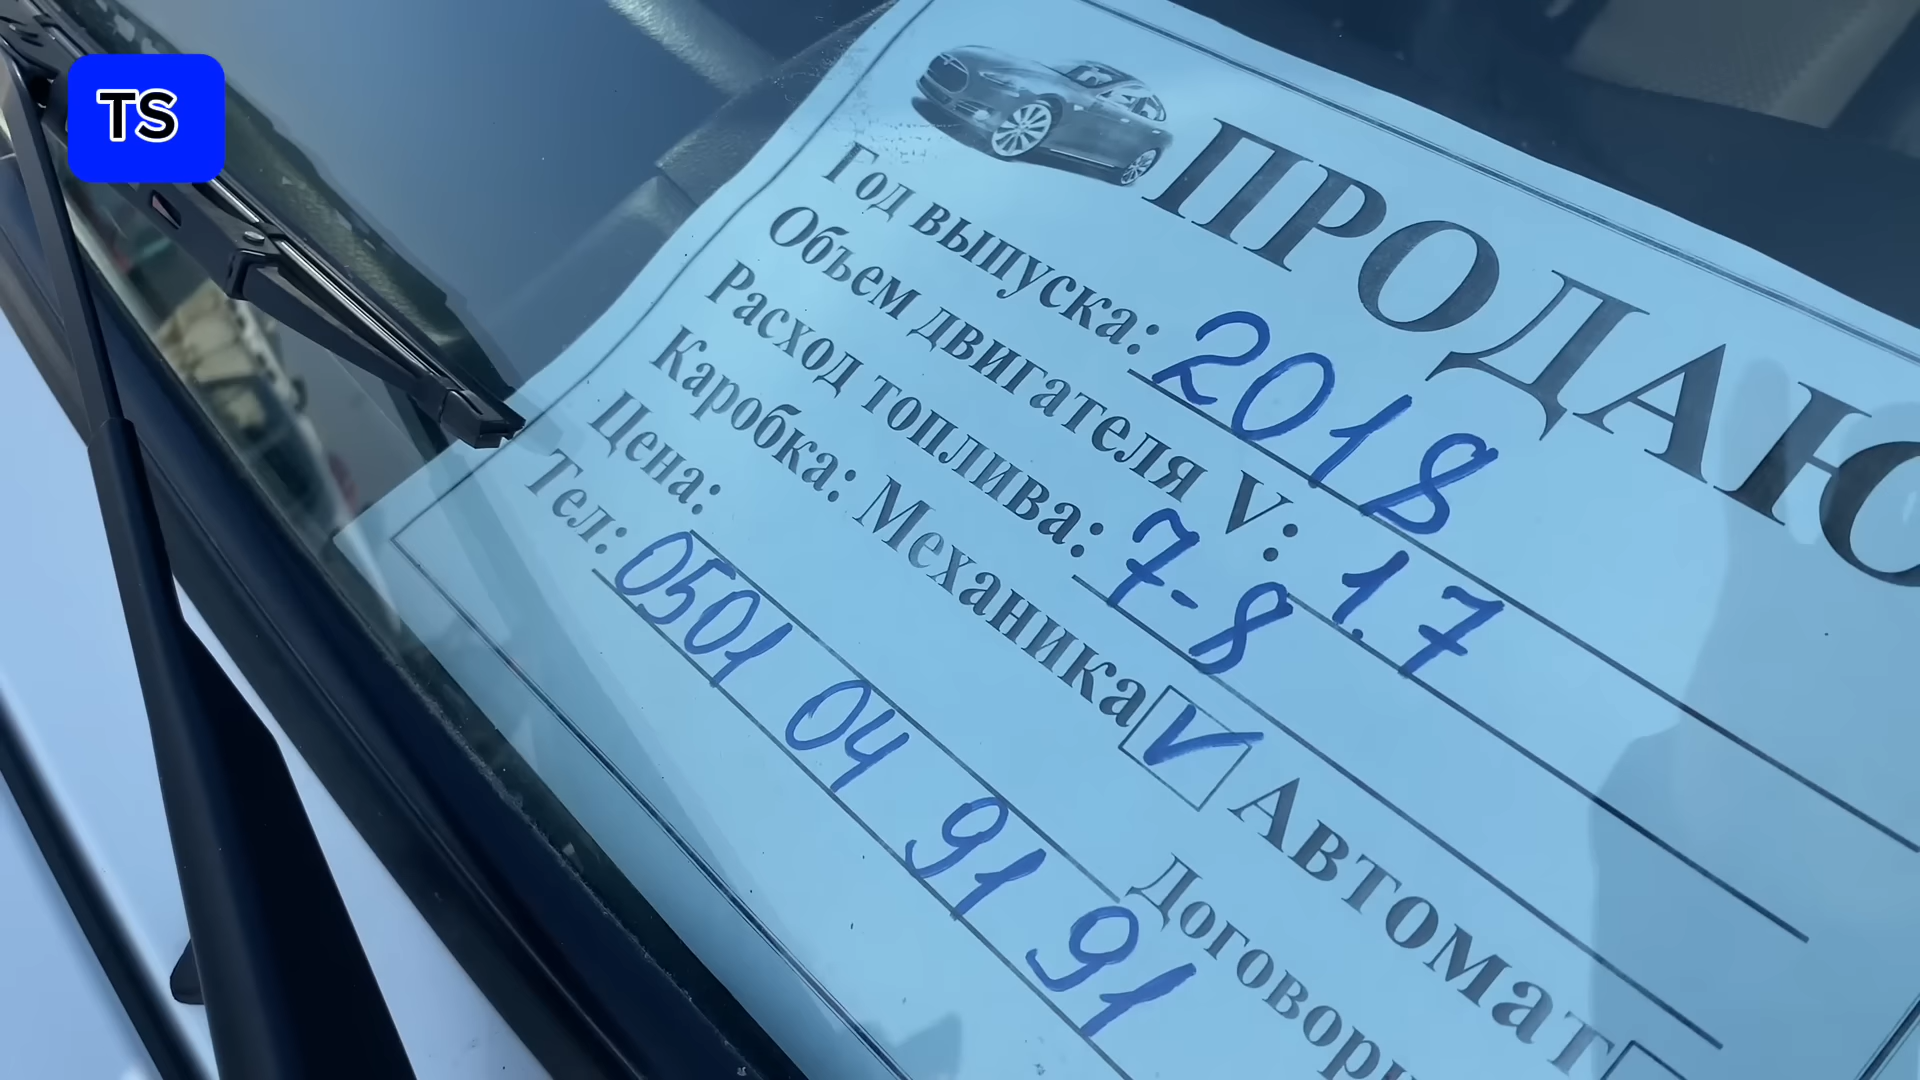 TS
ПРОДАЮ
Год выпуска: 2018
Объем двигателя V: 1.7
Расход топлива: 7-8
Каробка: Механика ✓ Автомат
Цена:
Тел: 0501 04 91 91